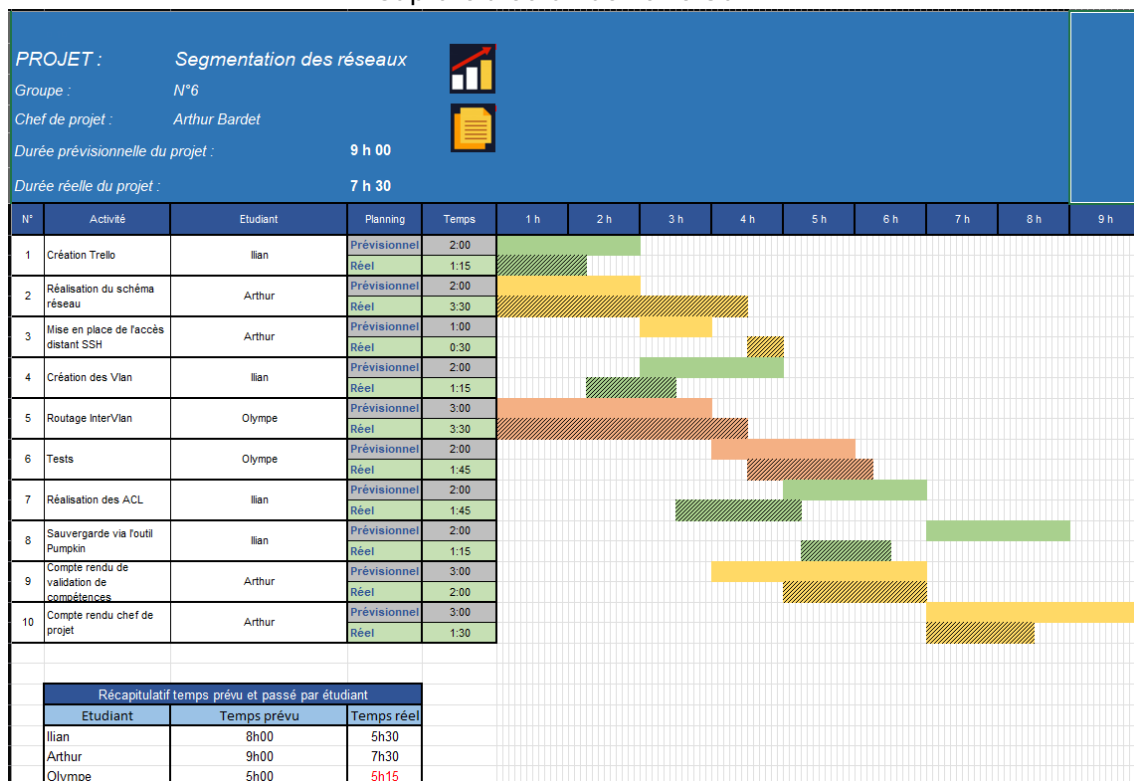 PROJET : Segmentation des réseaux
Groupe : N°6
Chef de projet : Arthur Bardet
Durée prévisionnelle du projet : 9 h 00
Durée réelle du projet : 7 h 30
N° Activité Etudiant Planning Temps 1 h 2 h 3 h 4 h 5 h 6 h 7 h 8 h 9 h
1 Création Trello Ilian Prévisionnel 2:00
Réel 1:15
2 Réalisation du schéma réseau Arthur Prévisionnel 2:00
Réel 3:30
3 Mise en place de l'accès distant SSH Arthur Prévisionnel 1:00
Réel 0:30
4 Création des Vlan Ilian Prévisionnel 2:00
Réel 1:15
5 Routage InterVlan Olympe Prévisionnel 3:00
Réel 3:30
6 Tests Olympe Prévisionnel 2:00
Réel 1:45
7 Réalisation des ACL Ilian Prévisionnel 2:00
Réel 1:45
8 Sauvergarde via l'outil Pumpkin Ilian Prévisionnel 2:00
Réel 1:15
9 Compte rendu de validation de compétences Arthur Prévisionnel 3:00
Réel 2:00
10 Compte rendu chef de projet Arthur Prévisionnel 3:00
Réel 1:30
Récapitulatif temps prévu et passé par étudiant
Etudiant Temps prévu Temps réel
Ilian 8h00 5h30
Arthur 9h00 7h30
Olympe 5h00 5h15